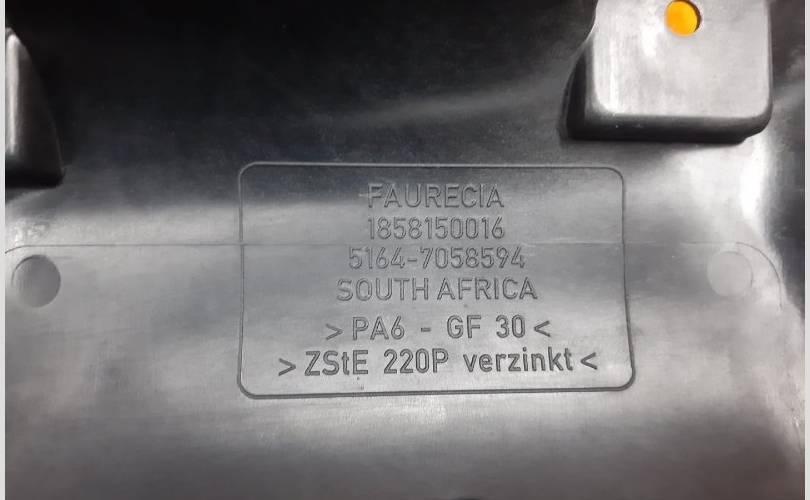 FAURECIA
1858150016
5164-7058594
SOUTH AFRICA
>PA6 - GF 30<
>ZStE 220P verzinkt<